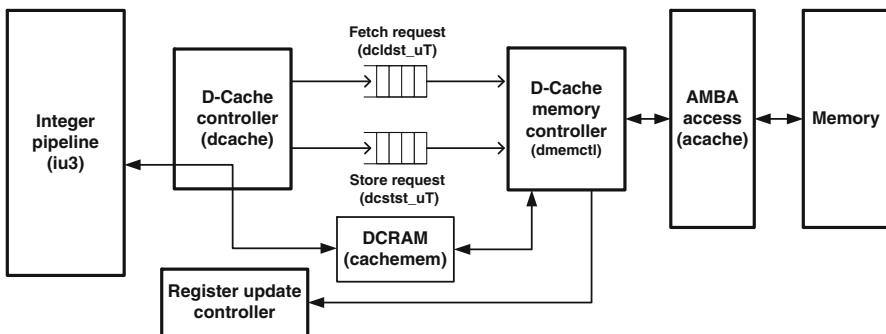 Fetch request
(dcldst_uT)
Integer
pipeline
(iu3)
D-Cache
controller
(dcache)
D-Cache
memory
controller
(dmemctl)
AMBA
access
(acache)
Memory
Store request
(dcstst_uT)
DCRAM
(cachemem)
Register update
controller